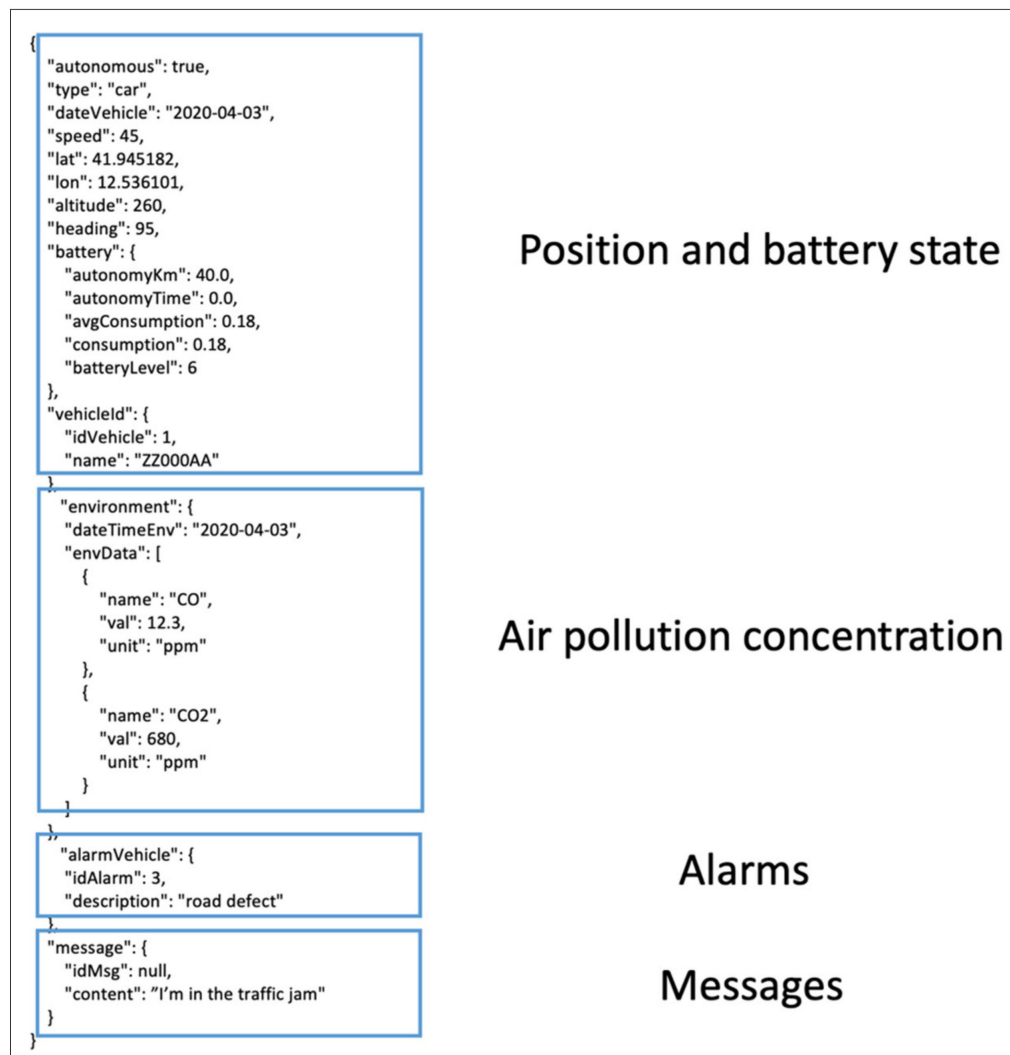 {
"autonomous": true,
"type": "car",
"dateVehicle": "2020-04-03",
"speed": 45,
"lat": 41.945182,
"lon": 12.536101,
"altitude": 260,
"heading": 95,
"battery": {
"autonomyKm": 40.0,
"autonomyTime": 0.0,
"avgConsumption": 0.18,
"consumption": 0.18,
"batteryLevel": 6
},
"vehicleId": {
"idVehicle": 1,
"name": "ZZ000AA"
},
Position and battery state
"environment": {
"dateTimeEnv": "2020-04-03",
"envData": [
{
"name": "CO",
"val": 12.3,
"unit": "ppm"
},
{
"name": "CO2",
"val": 680,
"unit": "ppm"
}
]
},
Air pollution concentration
"alarmVehicle": {
"idAlarm": 3,
"description": "road defect"
},
Alarms
"message": {
"idMsg": null,
"content": ”I’m in the traffic jam"
}
}
Messages